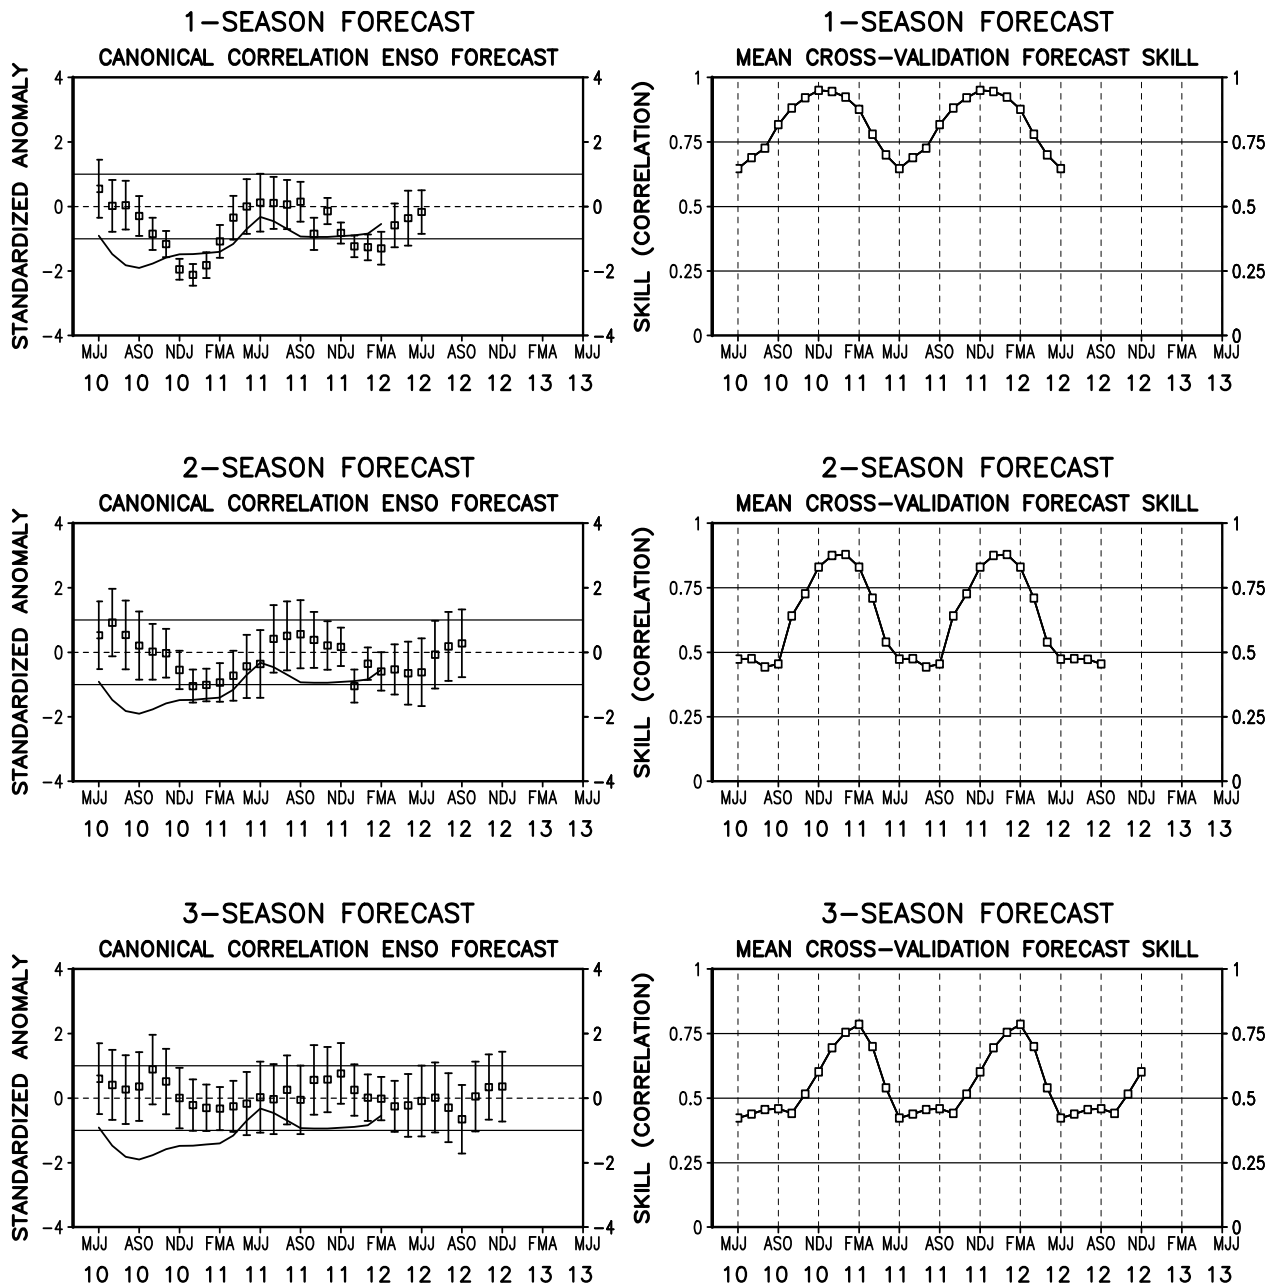 1-SEASON FORECAST
CANONICAL CORRELATION ENSO FORECAST
STANDARDIZED ANOMALY
4
2
0
-2
-4
4
2
0
-2
-4
MJJ ASO NDJ FMA MJJ ASO NDJ FMA MJJ ASO NDJ FMA MJJ
10 10 10 11 11 11 11 12 12 12 12 13 13
1-SEASON FORECAST
MEAN CROSS-VALIDATION FORECAST SKILL
SKILL (CORRELATION)
1
0.75
0.5
0.25
0
1
0.75
0.5
0.25
0
MJJ ASO NDJ FMA MJJ ASO NDJ FMA MJJ ASO NDJ FMA MJJ
10 10 10 11 11 11 11 12 12 12 12 13 13
2-SEASON FORECAST
CANONICAL CORRELATION ENSO FORECAST
STANDARDIZED ANOMALY
4
2
0
-2
-4
4
2
0
-2
-4
MJJ ASO NDJ FMA MJJ ASO NDJ FMA MJJ ASO NDJ FMA MJJ
10 10 10 11 11 11 11 12 12 12 12 13 13
2-SEASON FORECAST
MEAN CROSS-VALIDATION FORECAST SKILL
SKILL (CORRELATION)
1
0.75
0.5
0.25
0
1
0.75
0.5
0.25
0
MJJ ASO NDJ FMA MJJ ASO NDJ FMA MJJ ASO NDJ FMA MJJ
10 10 10 11 11 11 11 12 12 12 12 13 13
3-SEASON FORECAST
CANONICAL CORRELATION ENSO FORECAST
STANDARDIZED ANOMALY
4
2
0
-2
-4
4
2
0
-2
-4
MJJ ASO NDJ FMA MJJ ASO NDJ FMA MJJ ASO NDJ FMA MJJ
10 10 10 11 11 11 11 12 12 12 12 13 13
3-SEASON FORECAST
MEAN CROSS-VALIDATION FORECAST SKILL
SKILL (CORRELATION)
1
0.75
0.5
0.25
0
1
0.75
0.5
0.25
0
MJJ ASO NDJ FMA MJJ ASO NDJ FMA MJJ ASO NDJ FMA MJJ
10 10 10 11 11 11 11 12 12 12 12 13 13